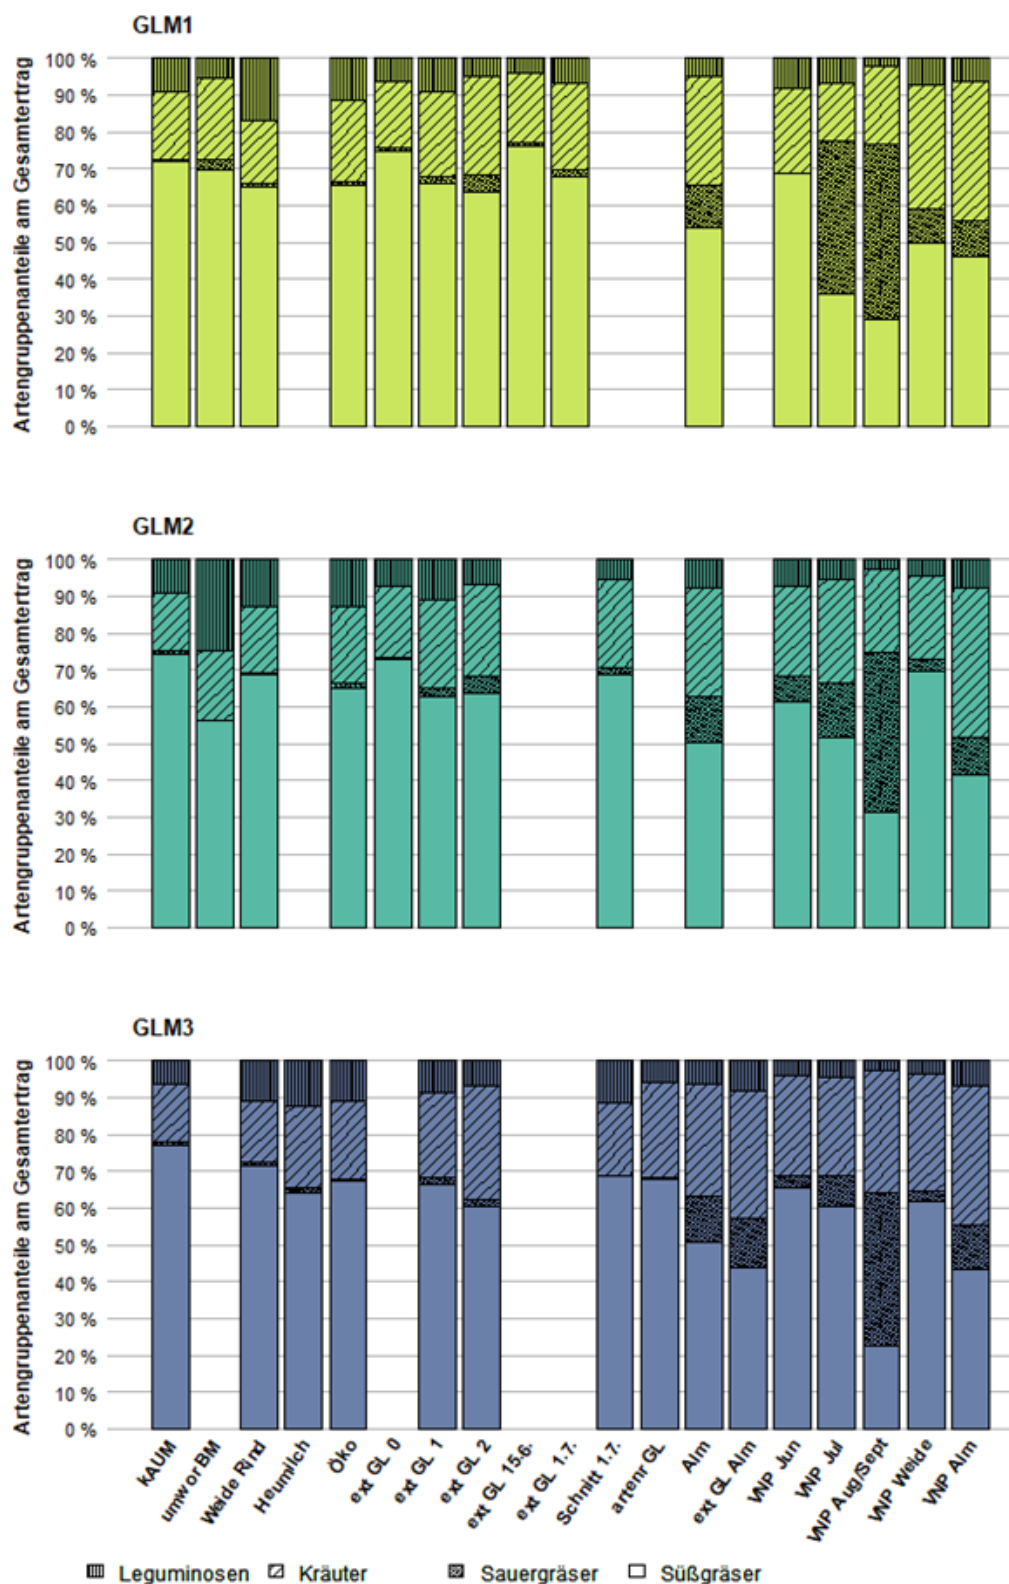 GLM1
Artengruppenanteile am Gesamtertrag
100 %
90 %
80 %
70 %
60 %
50 %
40 %
30 %
20 %
10 %
0 %
GLM2
Artengruppenanteile am Gesamtertrag
100 %
90 %
80 %
70 %
60 %
50 %
40 %
30 %
20 %
10 %
0 %
GLM3
Artengruppenanteile am Gesamtertrag
100 %
90 %
80 %
70 %
60 %
50 %
40 %
30 %
20 %
10 %
0 %
kAUM
umwor BM
Weide Rind
Heumilch
Öko
ext GL 0
ext GL 1
ext GL 2
ext GL 15.6.
ext GL 1.7.
Schnitt 1.7.
artenr GL
Alm
ext GL Alm
VNP Jun
VNP Jul
VNP Aug/Sept
VNP Weide
VNP Alm
Leguminosen Kräuter Sauergräser Süßgräser